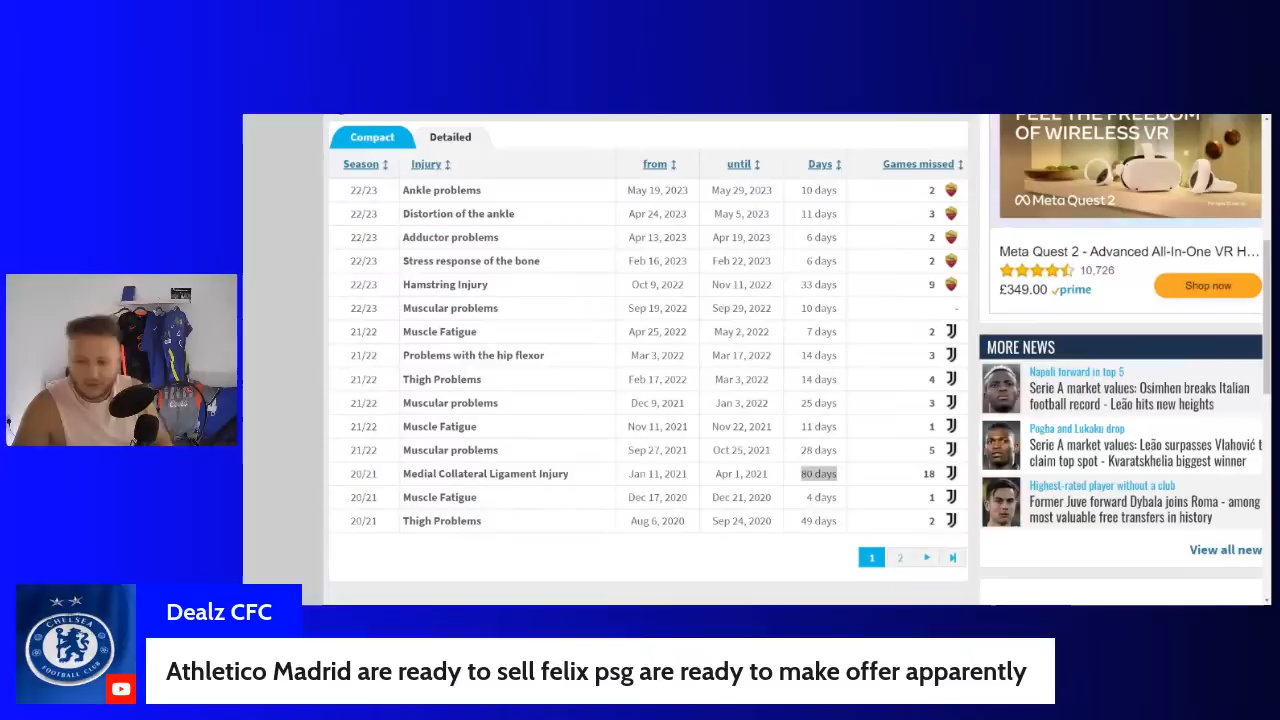 Compact Detailed
Season Injury from until Days Games missed
22/23 Ankle problems May 19, 2023 May 29, 2023 10 days 2
22/23 Distortion of the ankle Apr 24, 2023 May 5, 2023 11 days 3
22/23 Adductor problems Apr 13, 2023 Apr 19, 2023 6 days 2
22/23 Stress response of the bone Feb 16, 2023 Feb 22, 2023 6 days 2
22/23 Hamstring Injury Oct 9, 2022 Nov 11, 2022 33 days 9
22/23 Muscular problems Sep 19, 2022 Sep 29, 2022 10 days -
21/22 Muscle Fatigue Apr 25, 2022 May 2, 2022 7 days 2
21/22 Problems with the hip flexor Mar 3, 2022 Mar 17, 2022 14 days 3
21/22 Thigh Problems Feb 17, 2022 Mar 3, 2022 14 days 4
21/22 Muscular problems Dec 9, 2021 Jan 3, 2022 25 days 3
21/22 Muscle Fatigue Nov 11, 2021 Nov 22, 2021 11 days 1
21/22 Muscular problems Sep 27, 2021 Oct 25, 2021 28 days 5
20/21 Medial Collateral Ligament Injury Jan 11, 2021 Apr 1, 2021 80 days 18
20/21 Muscle Fatigue Dec 17, 2020 Dec 21, 2020 4 days 1
20/21 Thigh Problems Aug 6, 2020 Sep 24, 2020 49 days 2
1 2
FEEL THE FREEDOM
OF WIRELESS VR
Meta Quest 2
Meta Quest 2 - Advanced All-In-One VR H...
10,726
£349.00 prime
Shop now
MORE NEWS
Napoli forward in top 5
Serie A market values: Osimhen breaks Italian
football record - Leão hits new heights
Pogba and Lukaku drop
Serie A market values: Leão surpasses Vlahović t
claim top spot - Kvaratskhelia biggest winner
Highest-rated player without a club
Former Juve forward Dybala joins Roma - among
most valuable free transfers in history
View all new
CHELSEA
FOOTBALL CLUB
Dealz CFC
Athletico Madrid are ready to sell felix psg are ready to make offer apparently